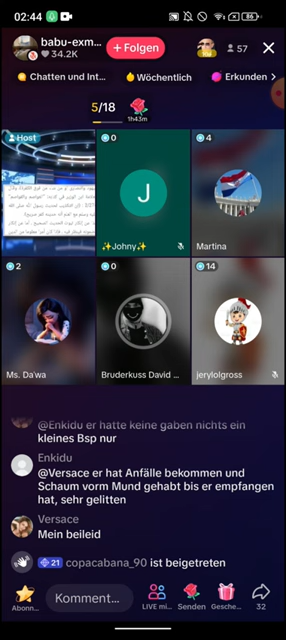 02:44
86
babu-exm...
34.2K
+ Folgen
57
Chatten und Int...
Wöchentlich
Erkunden >
5/18
1h43m
Host
0
4
J
✨Johny✨
Martina
2
0
14
Ms. Da'wa
Bruderkuss David ...
jerylolgross
@Enkidu er hatte keine gaben nichts ein
kleines Bsp nur
Enkidu
@Versace er hat Anfälle bekommen und
Schaum vorm Mund gehabt bis er empfangen
hat, sehr gelitten
Versace
Mein beileid
21 copacabana_90 ist beigetreten
Komment...
Abonn...
LIVE mi...
Senden
Gesche...
32